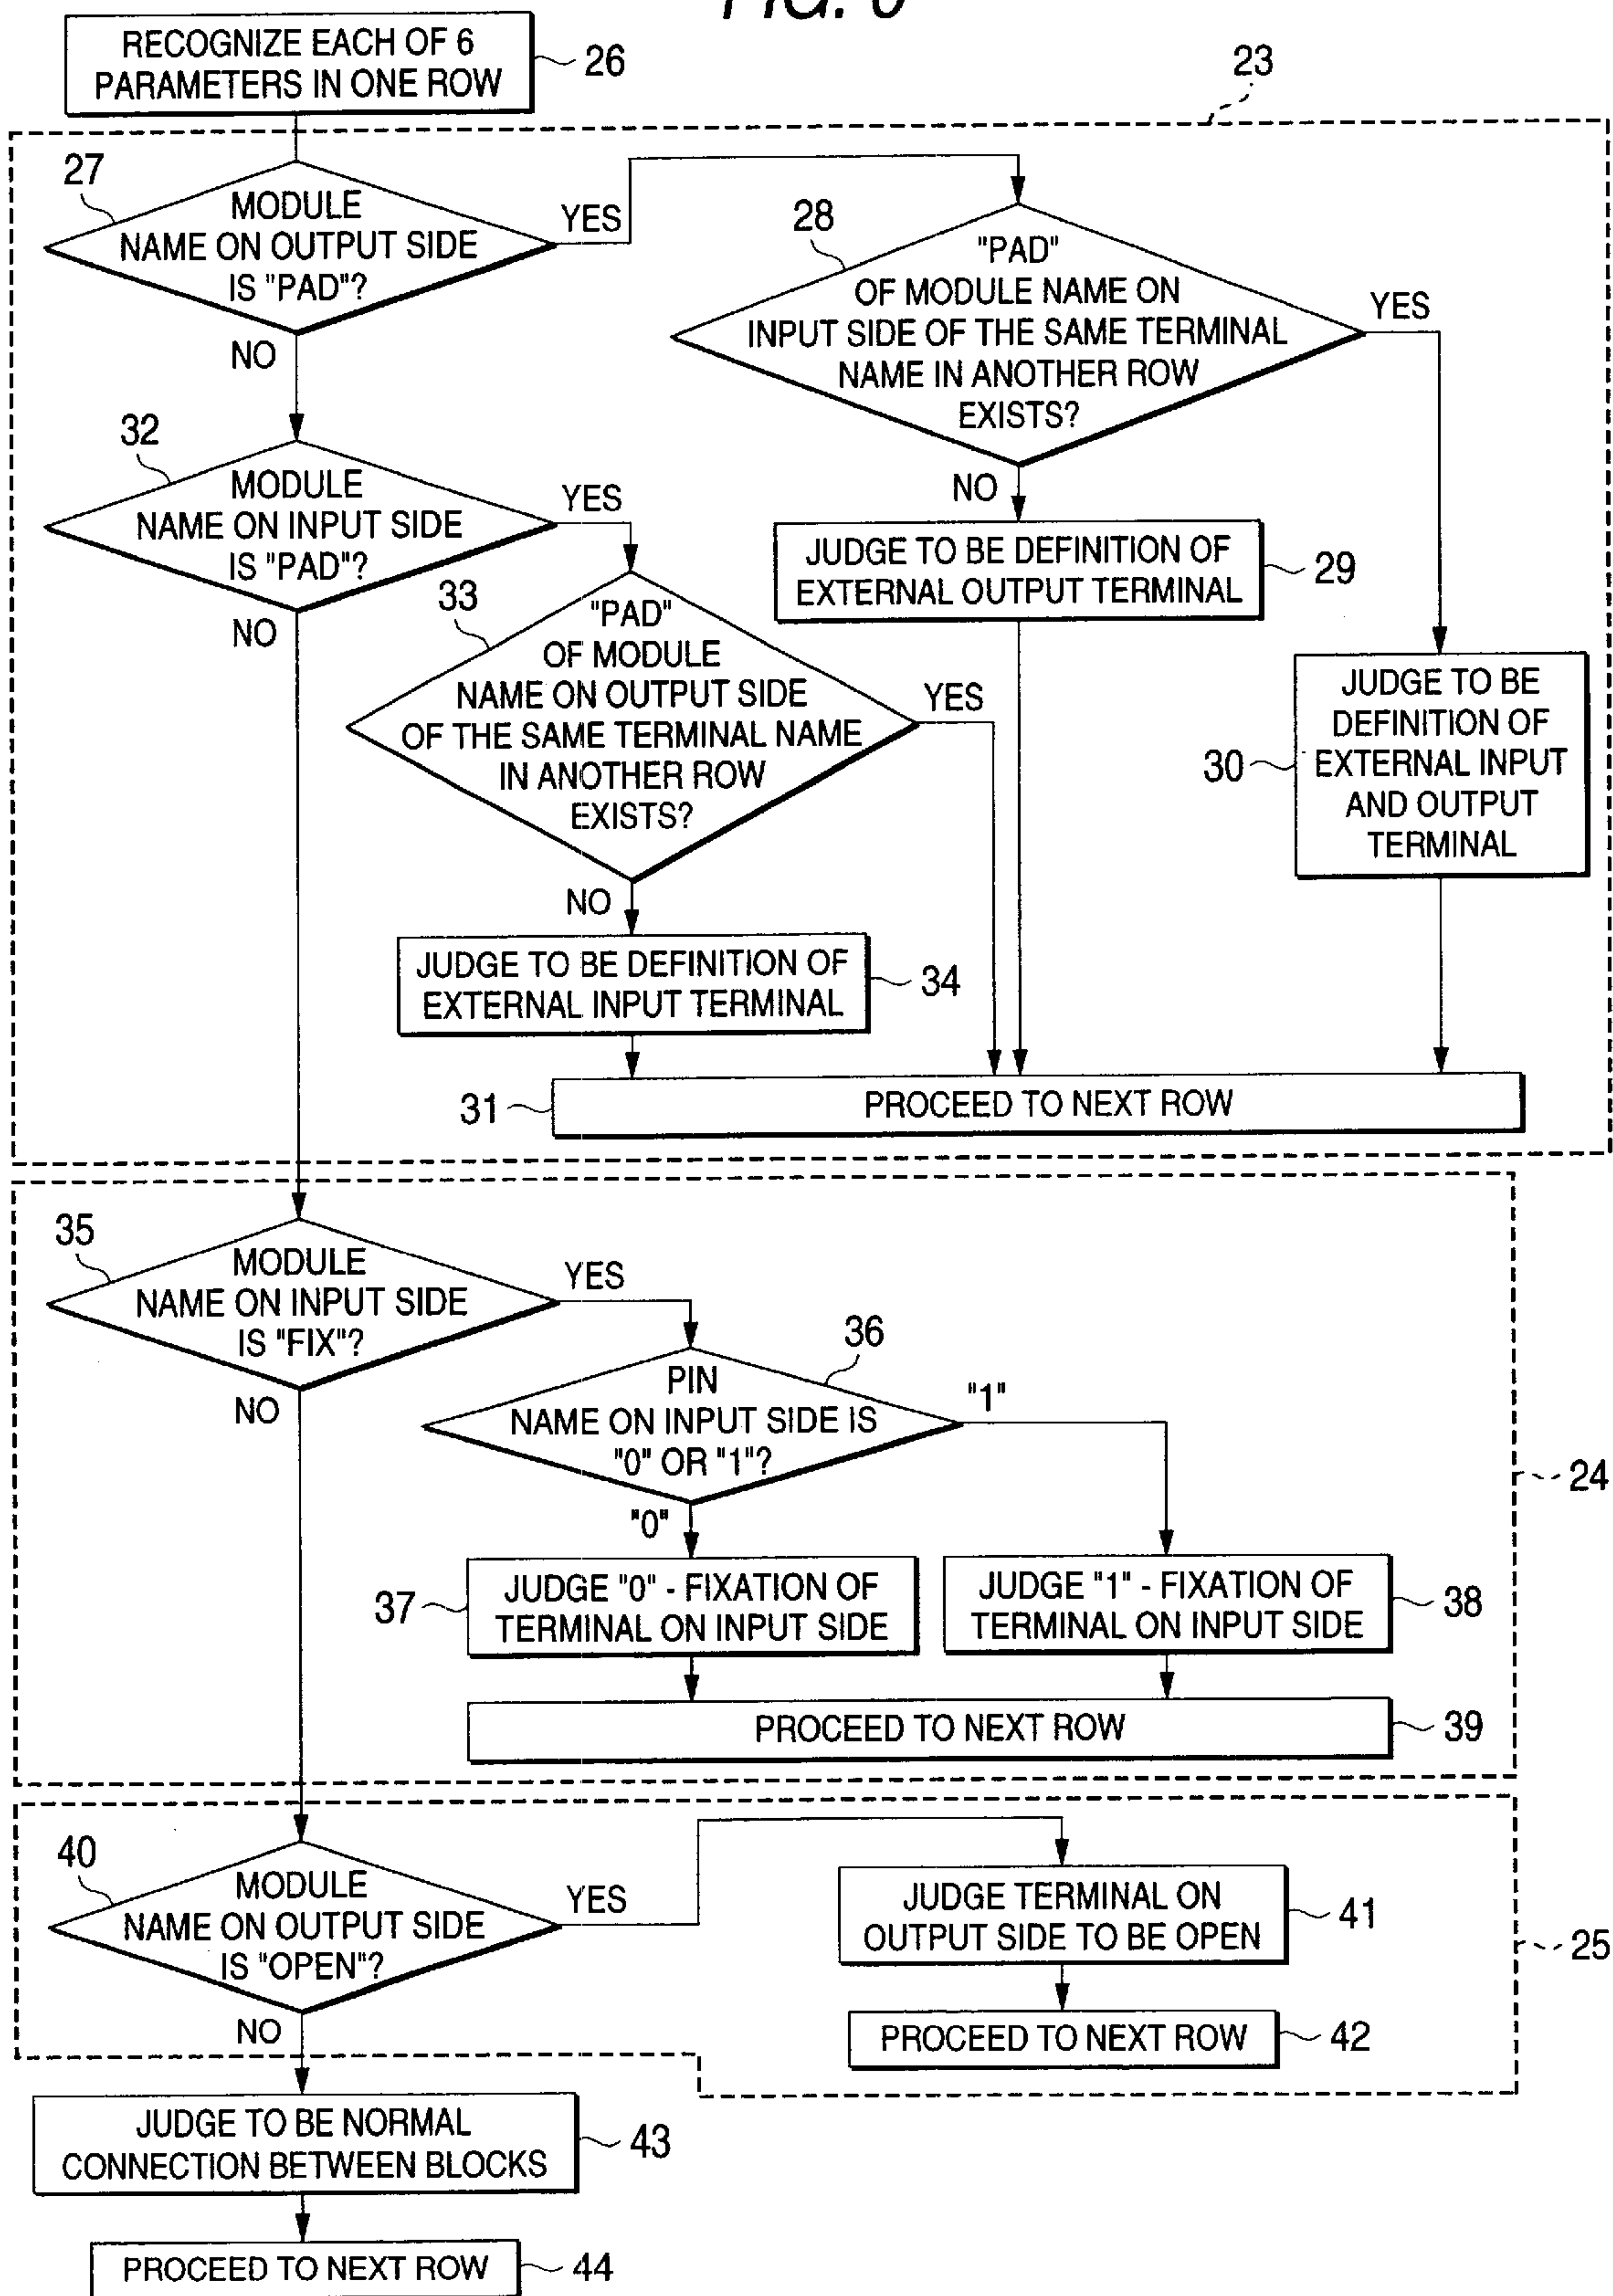 RECOGNIZE EACH OF 6
PARAMETERS IN ONE ROW
26
23
27
MODULE
NAME ON OUTPUT SIDE
IS "PAD"?
YES
NO
28
"PAD"
OF MODULE NAME ON
INPUT SIDE OF THE SAME TERMINAL
NAME IN ANOTHER ROW
EXISTS?
YES
NO
32
MODULE
NAME ON INPUT SIDE
IS "PAD"?
YES
NO
JUDGE TO BE DEFINITION OF
EXTERNAL OUTPUT TERMINAL
29
33
"PAD"
OF MODULE
NAME ON OUTPUT SIDE
OF THE SAME TERMINAL NAME
IN ANOTHER ROW
EXISTS?
YES
NO
30
JUDGE TO BE
DEFINITION OF
EXTERNAL INPUT
AND OUTPUT
TERMINAL
JUDGE TO BE DEFINITION OF
EXTERNAL INPUT TERMINAL
34
31
PROCEED TO NEXT ROW
35
MODULE
NAME ON INPUT SIDE
IS "FIX"?
YES
NO
36
PIN
NAME ON INPUT SIDE IS
"0" OR "1"?
"1"
"0"
24
37
JUDGE "0" - FIXATION OF
TERMINAL ON INPUT SIDE
JUDGE "1" - FIXATION OF
TERMINAL ON INPUT SIDE
38
PROCEED TO NEXT ROW
39
40
MODULE
NAME ON OUTPUT SIDE
IS "OPEN"?
YES
NO
JUDGE TERMINAL ON
OUTPUT SIDE TO BE OPEN
41
25
PROCEED TO NEXT ROW
42
JUDGE TO BE NORMAL
CONNECTION BETWEEN BLOCKS
43
PROCEED TO NEXT ROW
44